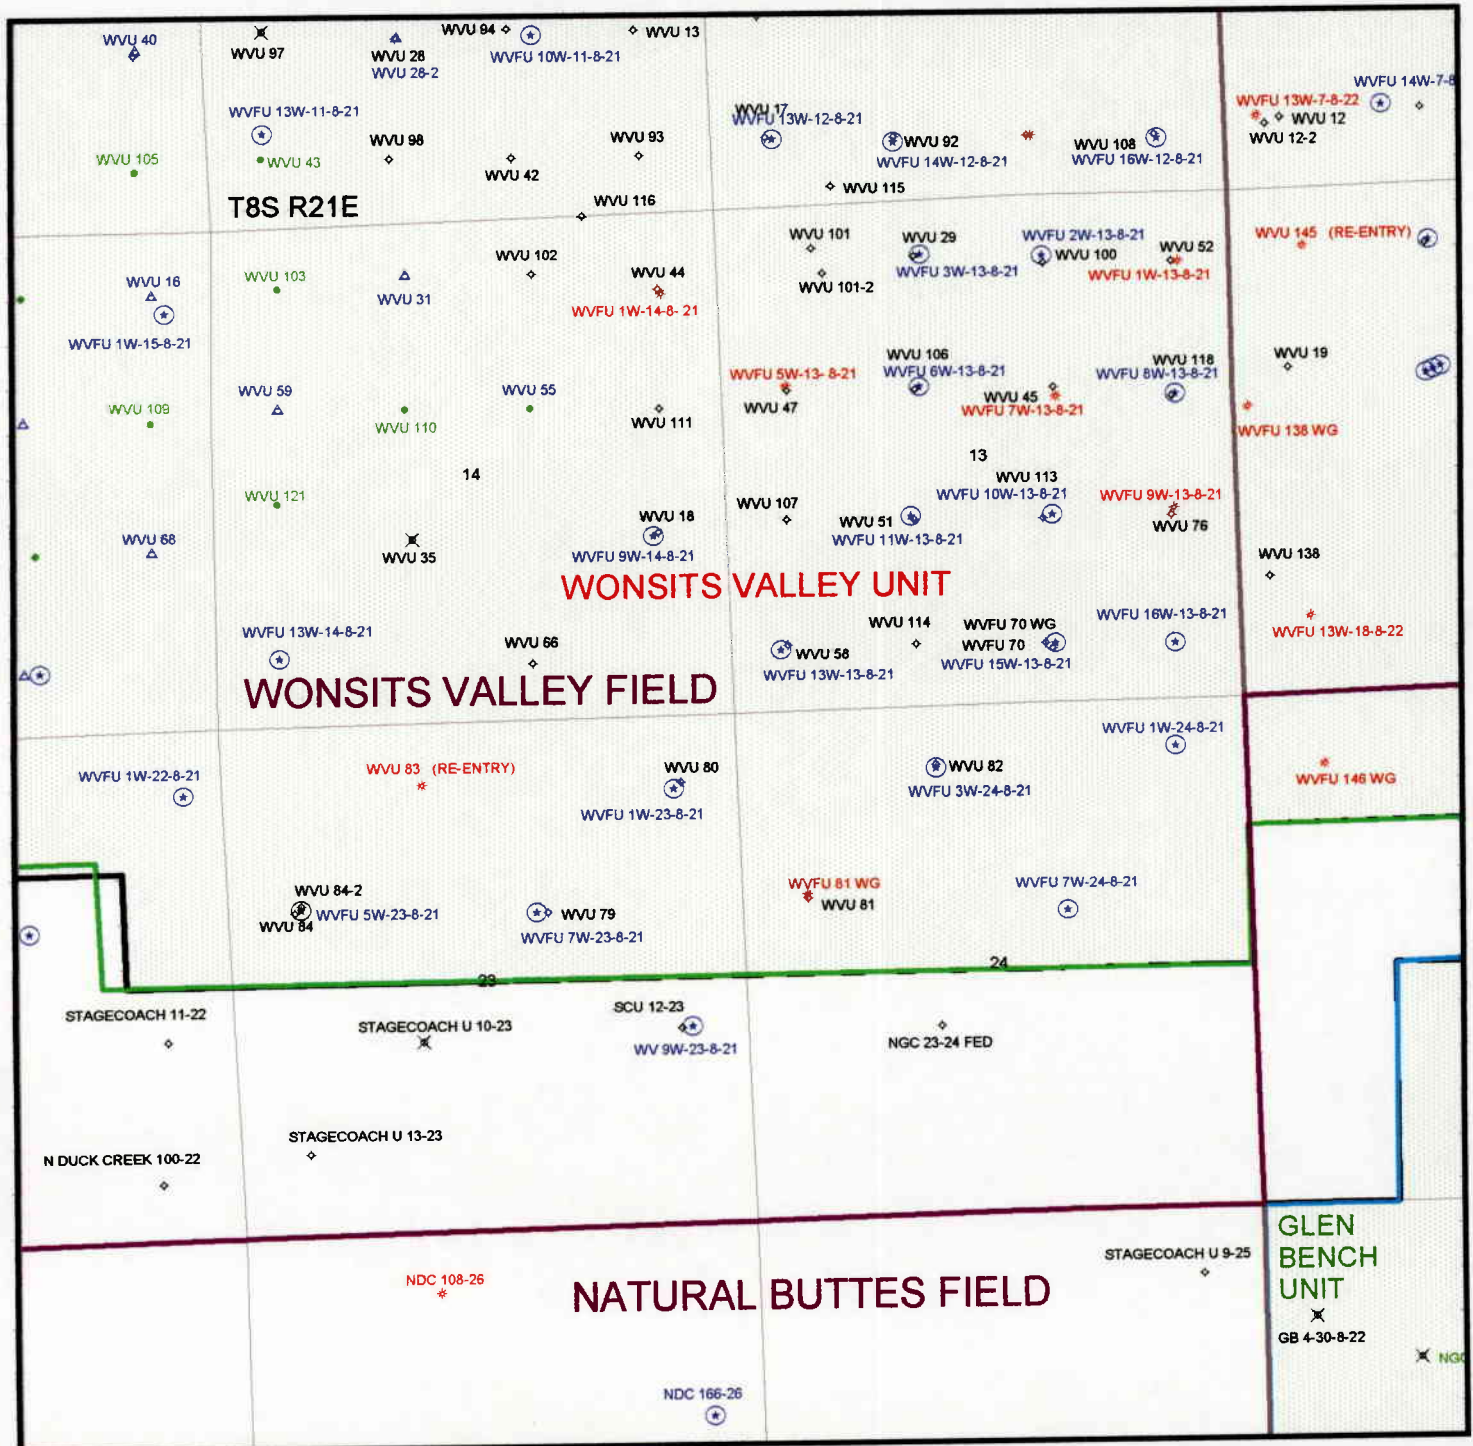 WVU 40
WVU 97
WVU 28
WVU 28-2
WVU 94
WVFU 10W-11-8-21
WVU 13
WVFU 14W-7-8
WVFU 13W-11-8-21
WVU 17
WVFU 13W-12-8-21
WVFU 13W-7-8-22
WVU 12
WVU 12-2
WVU 105
WVU 43
WVU 98
WVU 42
WVU 93
WVU 92
WVFU 14W-12-8-21
WVU 108
WVFU 16W-12-8-21
WVU 115
T8S R21E
WVU 116
WVU 101
WVU 29
WVFU 3W-13-8-21
WVFU 2W-13-8-21
WVU 100
WVU 52
WVFU 1W-13-8-21
WVU 145 (RE-ENTRY)
WVU 102
WVU 103
WVU 16
WVU 31
WVU 44
WVFU 1W-14-8- 21
WVU 101-2
WVFU 1W-15-8-21
WVU 106
WVFU 6W-13-8-21
WVU 118
WVFU 8W-13-8-21
WVU 19
WVFU 5W-13- 8-21
WVU 47
WVU 45
WVFU 7W-13-8-21
WVU 59
WVU 55
WVU 109
WVU 110
WVU 111
WVFU 138 WG
14
13
WVU 113
WVFU 10W-13-8-21
WVU 121
WVFU 9W-13-8-21
WVU 76
WVU 107
WVU 51
WVFU 11W-13-8-21
WVU 18
WVFU 9W-14-8-21
WVU 68
WVU 35
WVU 138
WONSITS VALLEY UNIT
WVFU 13W-14-8-21
WVU 66
WVU 114
WVFU 70 WG
WVFU 70
WVFU 15W-13-8-21
WVFU 16W-13-8-21
WVFU 13W-18-8-22
WVU 58
WVFU 13W-13-8-21
WONSITS VALLEY FIELD
WVFU 1W-24-8-21
WVFU 1W-22-8-21
WVU 83 (RE-ENTRY)
WVU 80
WVFU 1W-23-8-21
WVU 82
WVFU 3W-24-8-21
WVFU 146 WG
WVU 84-2
WVFU 5W-23-8-21
WVU 84
WVU 79
WVFU 7W-23-8-21
WVFU 81 WG
WVU 81
WVFU 7W-24-8-21
23
24
STAGECOACH 11-22
STAGECOACH U 10-23
SCU 12-23
WV 9W-23-8-21
NGC 23-24 FED
STAGECOACH U 13-23
N DUCK CREEK 100-22
GLEN
BENCH
UNIT
STAGECOACH U 9-25
NDC 108-26
NATURAL BUTTES FIELD
GB 4-30-8-22
NGC
NDC 166-26